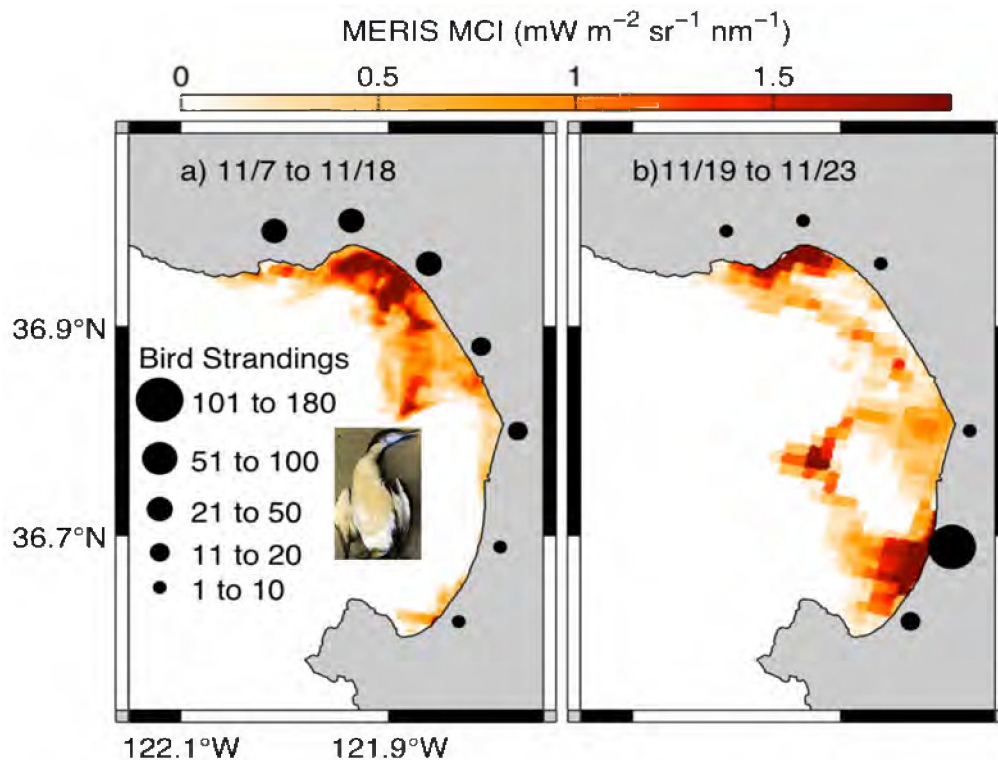 MERIS MCI (mW m⁻² sr⁻¹ nm⁻¹)
0 0.5 1 1.5
a) 11/7 to 11/18
b)11/19 to 11/23
36.9°N
Bird Strandings
101 to 180
51 to 100
21 to 50
36.7°N
11 to 20
1 to 10
122.1°W 121.9°W